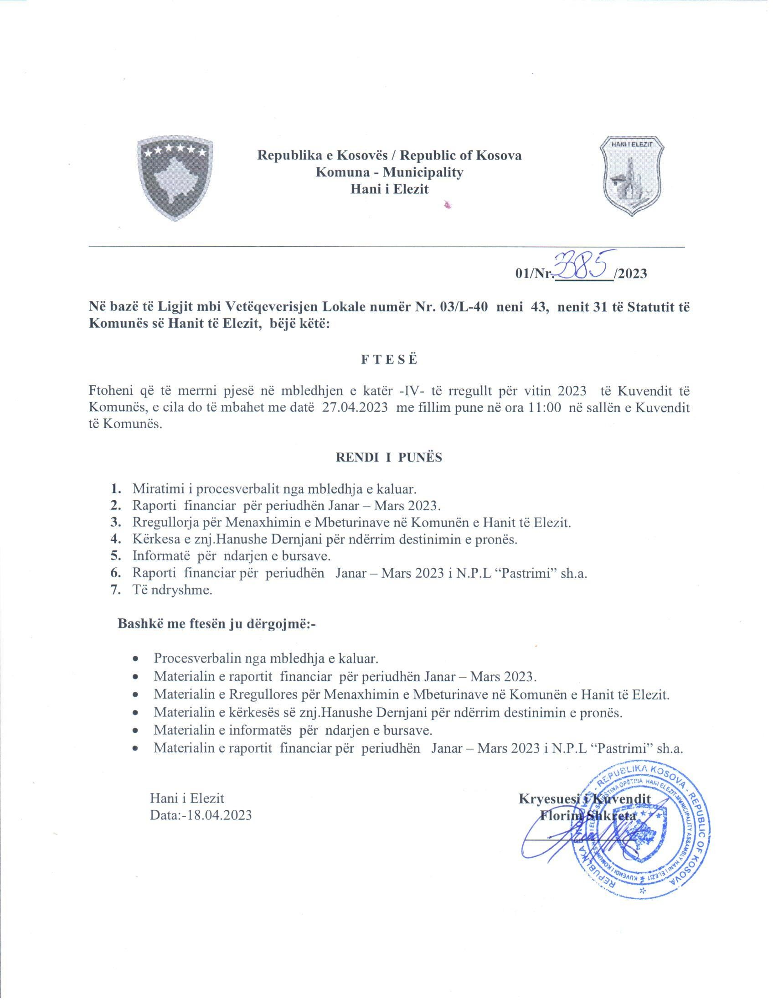 HANI I ELEZIT
Republika e Kosovës / Republic of Kosova
Komuna - Municipality
Hani i Elezit
01/Nr. 3385 /2023
Në bazë të Ligjit mbi Vetëqeverisjen Lokale numër Nr. 03/L-40 neni 43, nenit 31 të Statutit të
Komunës së Hanit të Elezit, bëjë këtë:
F T E S Ë
Ftoheni që të merrni pjesë në mbledhjen e katër -IV- të rregullt për vitin 2023 të Kuvendit të
Komunës, e cila do të mbahet me datë 27.04.2023 me fillim pune në ora 11:00 në sallën e Kuvendit
të Komunës.
RENDI I PUNËS
1. Miratimi i procesverbalit nga mbledhja e kaluar.
2. Raporti financiar për periudhën Janar – Mars 2023.
3. Rregullorja për Menaxhimin e Mbeturinave në Komunën e Hanit të Elezit.
4. Kërkesa e znj.Hanushe Dernjani për ndërrim destinimin e pronës.
5. Informatë për ndarjen e bursave.
6. Raporti financiar për periudhën Janar – Mars 2023 i N.P.L “Pastrimi” sh.a.
7. Të ndryshme.
Bashkë me ftesën ju dërgojmë:-
• Procesverbalin nga mbledhja e kaluar.
• Materialin e raportit financiar për periudhën Janar – Mars 2023.
• Materialin e Rregullores për Menaxhimin e Mbeturinave në Komunën e Hanit të Elezit.
• Materialin e kërkesës së znj.Hanushe Dernjani për ndërrim destinimin e pronës.
• Materialin e informatës për ndarjen e bursave.
• Materialin e raportit financiar për periudhën Janar – Mars 2023 i N.P.L “Pastrimi” sh.a.
Hani i Elezit
Data:-18.04.2023
Kryesuesi i Kuvendit
Florim Shkreta
REPUBLIKA E KOSOVËS - REPUBLIKA KOSOVA - REPUBLIC OF KOSOVA
OPŠTINA HANI ELEZIT-MUNICIPALITY ASSAMBLY HANI I ELEZIT
KUVENDI I KOMUNËS